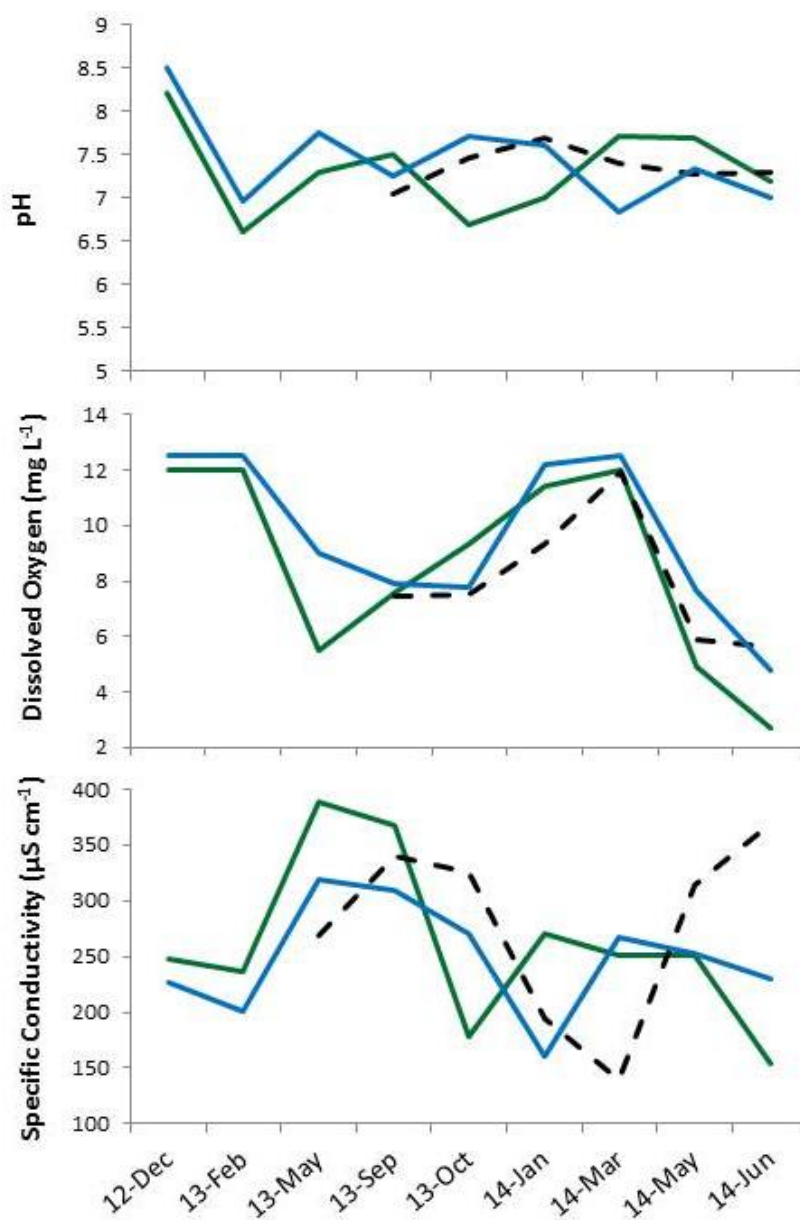 pH
9
8.5
8
7.5
7
6.5
6
5.5
5
Dissolved Oxygen (mg L⁻¹)
14
12
10
8
6
4
2
Specific Conductivity (µS cm⁻¹)
400
350
300
250
200
150
100
12-Dec
13-Feb
13-May
13-Sep
13-Oct
14-Jan
14-Mar
14-May
14-Jun